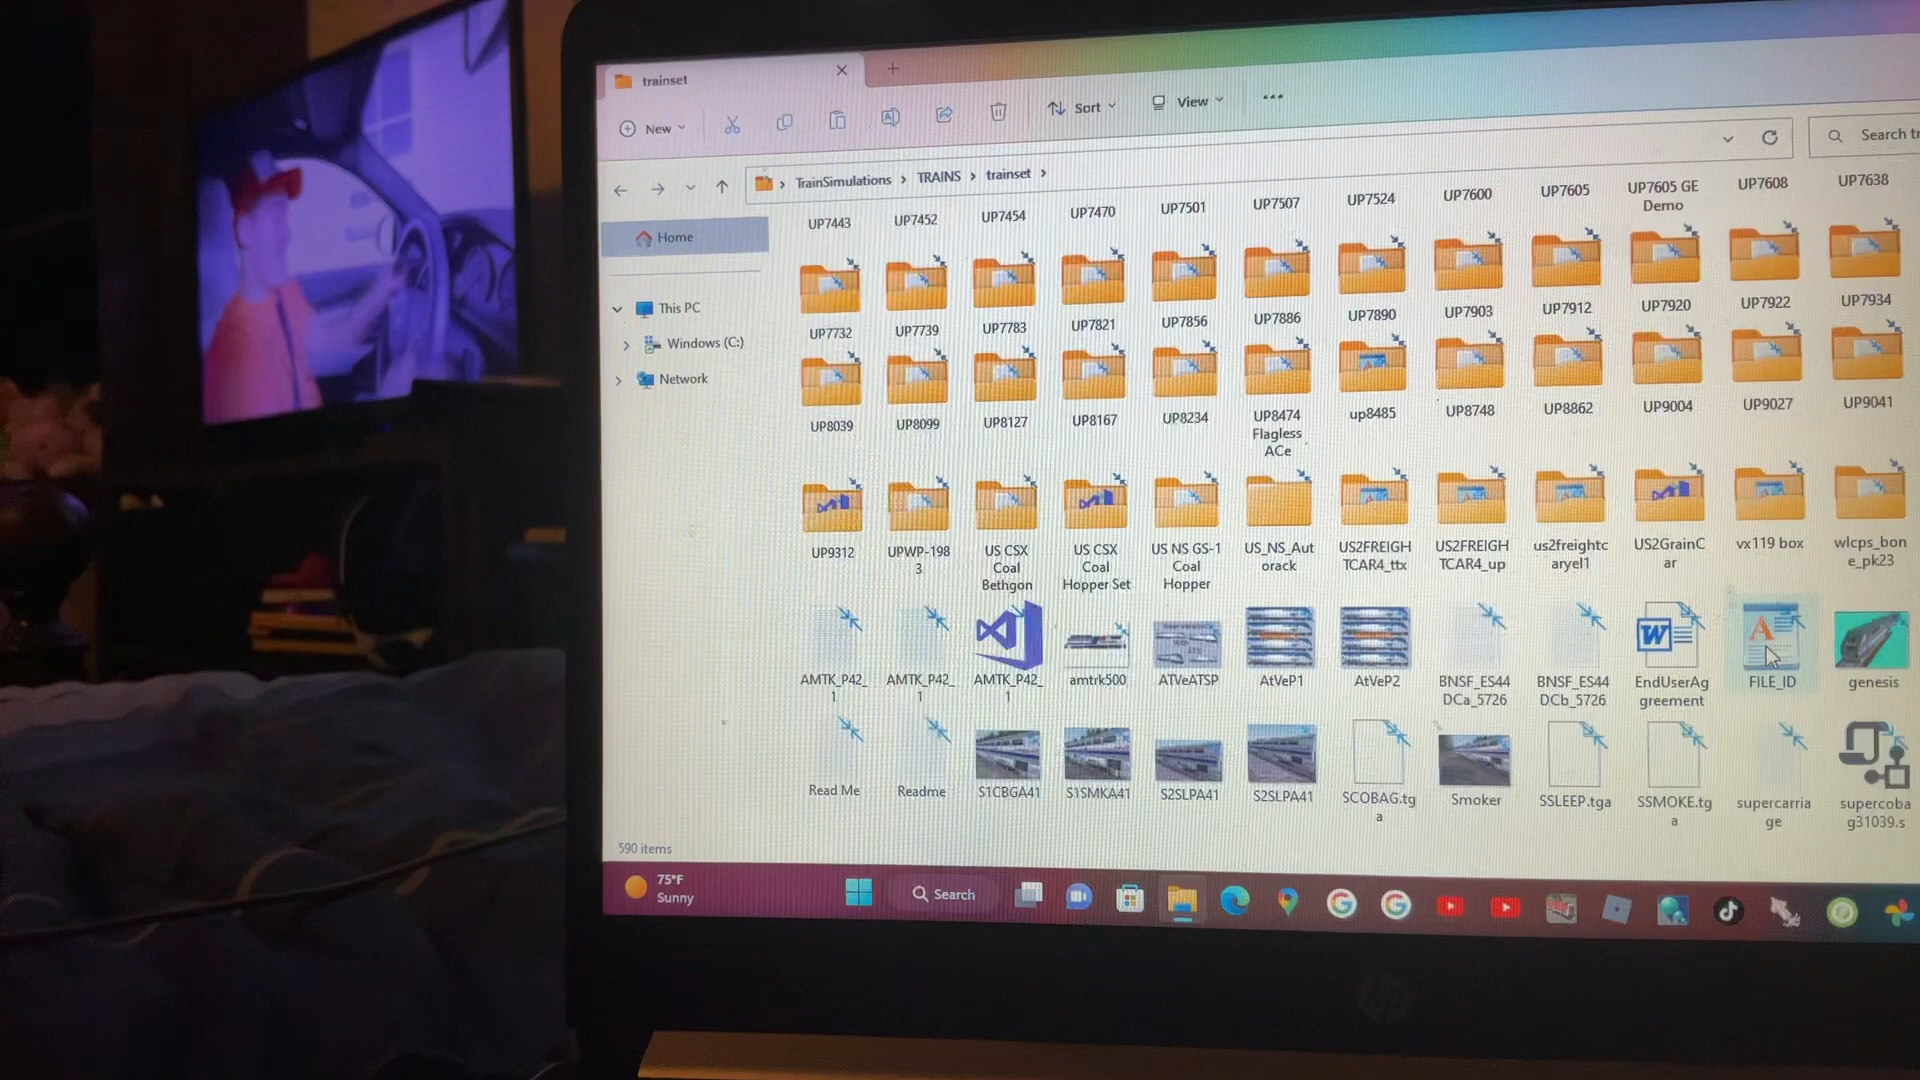 trainset
New
Sort
View
TrainSimulations > TRAINS > trainset >
Search tr
Home
This PC
Windows (C:)
Network
UP7443 UP7452 UP7454 UP7470 UP7501 UP7507 UP7524 UP7600 UP7605 UP7605 GE UP7608 UP7638
Demo
UP7732 UP7739 UP7783 UP7821 UP7856 UP7886 UP7890 UP7903 UP7912 UP7920 UP7922 UP7934
UP8039 UP8099 UP8127 UP8167 UP8234 UP8474 up8485 UP8748 UP8862 UP9004 UP9027 UP9041
Flagless
ACe
UP9312 UPWP-198 US CSX US CSX US NS GS-1 US_NS_Aut US2FREIGH US2FREIGH us2freightc US2GrainC vx119 box wlcps_bon
3 Coal Coal Coal orack TCAR4_ttx TCAR4_up aryel1 ar e_pk23
Bethgon Hopper Set Hopper
AMTK_P42_ AMTK_P42_ AMTK_P42_ amtrk500 ATVeATSP AtVeP1 AtVeP2 BNSF_ES44 BNSF_ES44 EndUserAg FILE_ID genesis
1 1 1 DCa_5726 DCb_5726 greement
Read Me Readme S1CBGA41 S1SMKA41 S2SLPA41 S2SLPA41 SCOBAG.tg Smoker SSLEEP.tga SSMOKE.tg supercarria supercoba
a a ge g31039.s
590 items
75°F
Sunny
Search
hp